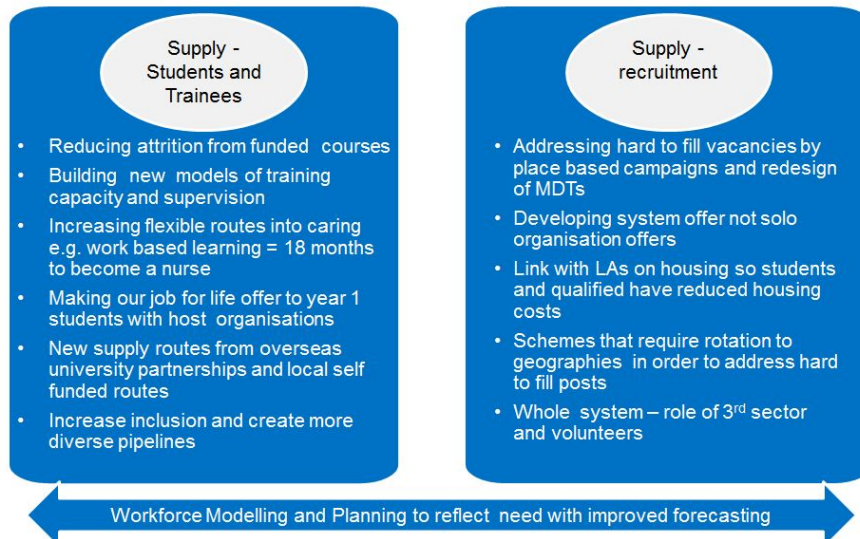 Supply -
Students and
Trainees
• Reducing attrition from funded courses
• Building new models of training
capacity and supervision
• Increasing flexible routes into caring
e.g. work based learning = 18 months
to become a nurse
• Making our job for life offer to year 1
students with host organisations
• New supply routes from overseas
university partnerships and local self
funded routes
• Increase inclusion and create more
diverse pipelines
Supply -
recruitment
• Addressing hard to fill vacancies by
place based campaigns and redesign
of MDTs
• Developing system offer not solo
organisation offers
• Link with LAs on housing so students
and qualified have reduced housing
costs
• Schemes that require rotation to
geographies in order to address hard
to fill posts
• Whole system – role of 3rd sector
and volunteers
Workforce Modelling and Planning to reflect need with improved forecasting